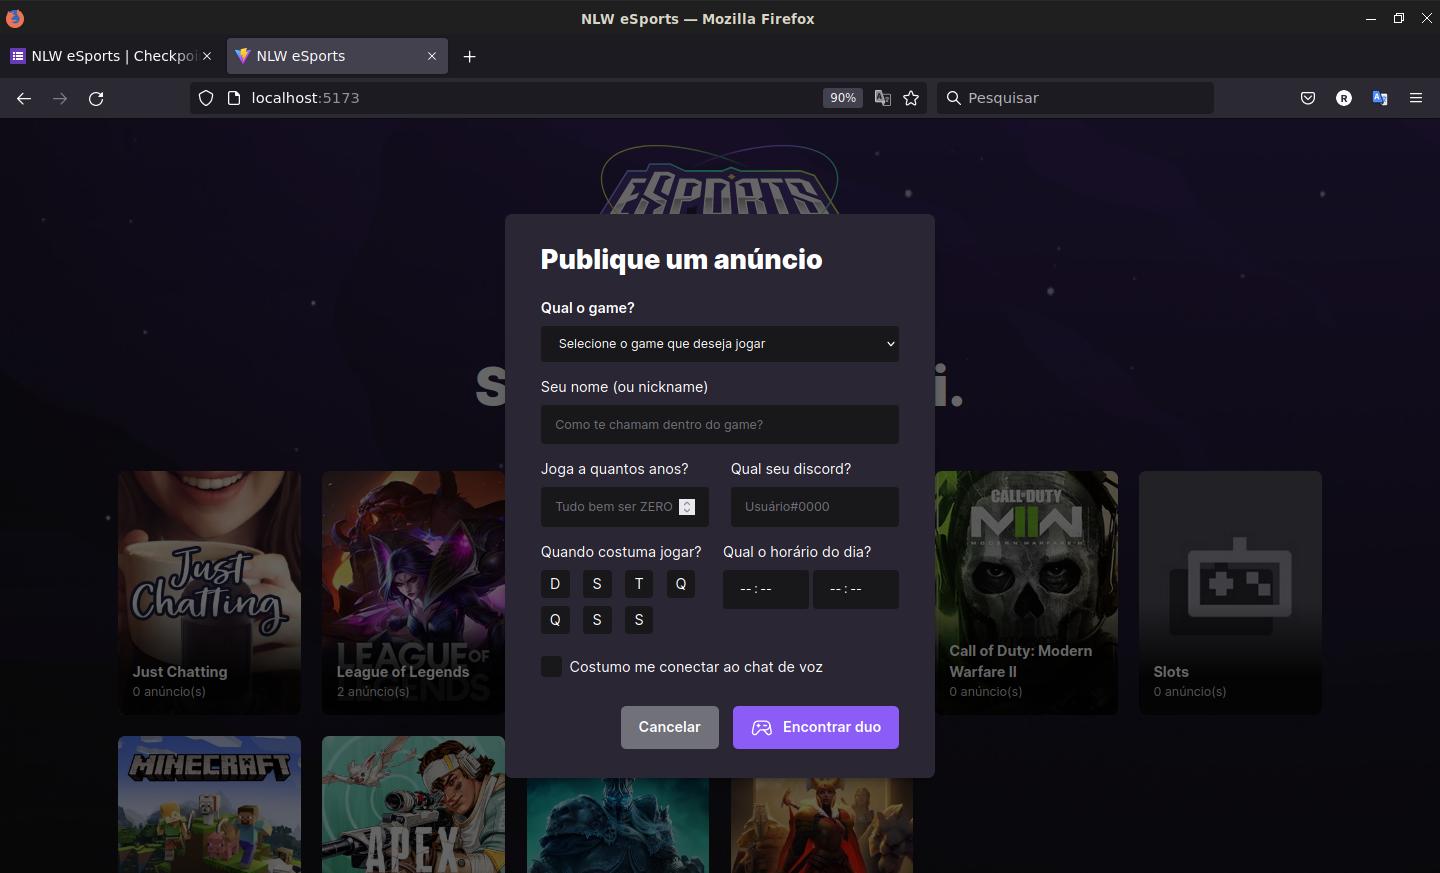 NLW eSports — Mozilla Firefox
NLW eSports | Checkpoi
NLW eSports
localhost:5173
90%
Pesquisar
R
ESPORTS
Publique um anúncio
Qual o game?
Selecione o game que deseja jogar
Seu nome (ou nickname)
Como te chamam dentro do game?
Joga a quantos anos?
Qual seu discord?
Tudo bem ser ZERO
Usuário#0000
Quando costuma jogar?
Qual o horário do dia?
D S T Q
--:-- --:--
Q S S
Costumo me conectar ao chat de voz
Cancelar
Encontrar duo
S
i.
Just
Chatting
Just Chatting
0 anúncio(s)
LEAGUE OF
LEGENDS
League of Legends
2 anúncio(s)
CALL OF DUTY
MWII
MODERN WARFARE II
Call of Duty: Modern
Warfare II
0 anúncio(s)
Slots
0 anúncio(s)
MINECRAFT
APEX